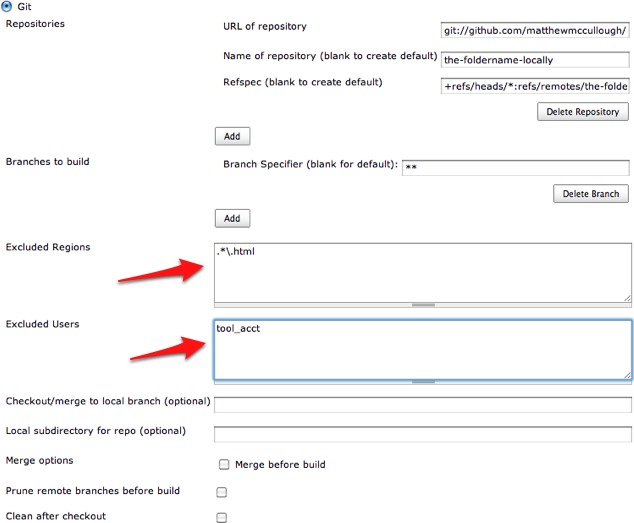 Git
Repositories
URL of repository git://github.com/matthewmccullough/
Name of repository (blank to create default) the-foldername-locally
Refspec (blank to create default) +refs/heads/*:refs/remotes/the-folde
Delete Repository
Add
Branches to build Branch Specifier (blank for default): **
Delete Branch
Add
Excluded Regions .*\.html
Excluded Users tool_acct
Checkout/merge to local branch (optional)
Local subdirectory for repo (optional)
Merge options Merge before build
Prune remote branches before build
Clean after checkout